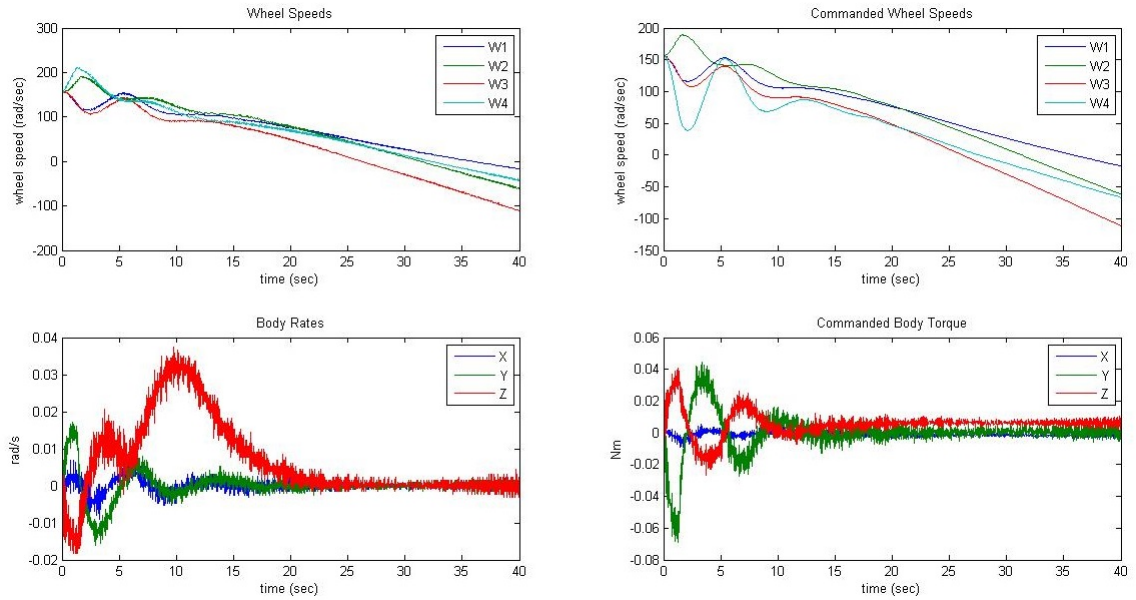 Wheel Speeds
300
200
100
0
-100
-200
wheel speed (rad/sec)
0 5 10 15 20 25 30 35 40
time (sec)
W1
W2
W3
W4
Commanded Wheel Speeds
200
150
100
50
0
-50
-100
-150
wheel speed (rad/sec)
0 5 10 15 20 25 30 35 40
time (sec)
W1
W2
W3
W4
Body Rates
0.04
0.03
0.02
0.01
0
-0.01
-0.02
rad/s
0 5 10 15 20 25 30 35 40
time (sec)
X
Y
Z
Commanded Body Torque
0.06
0.04
0.02
0
-0.02
-0.04
-0.06
-0.08
Nm
0 5 10 15 20 25 30 35 40
time (sec)
X
Y
Z